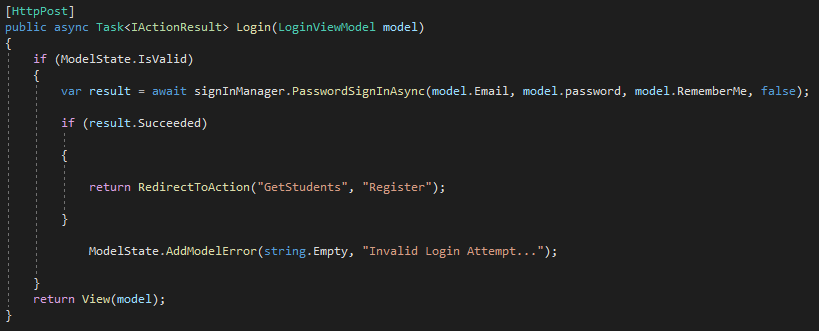 [HttpPost]
public async Task<IActionResult> Login(LoginViewModel model)
{
if (ModelState.IsValid)
{
var result = await signInManager.PasswordSignInAsync(model.Email, model.password, model.RememberMe, false);
if (result.Succeeded)
{
return RedirectToAction("GetStudents", "Register");
}
ModelState.AddModelError(string.Empty, "Invalid Login Attempt...");
}
return View(model);
}